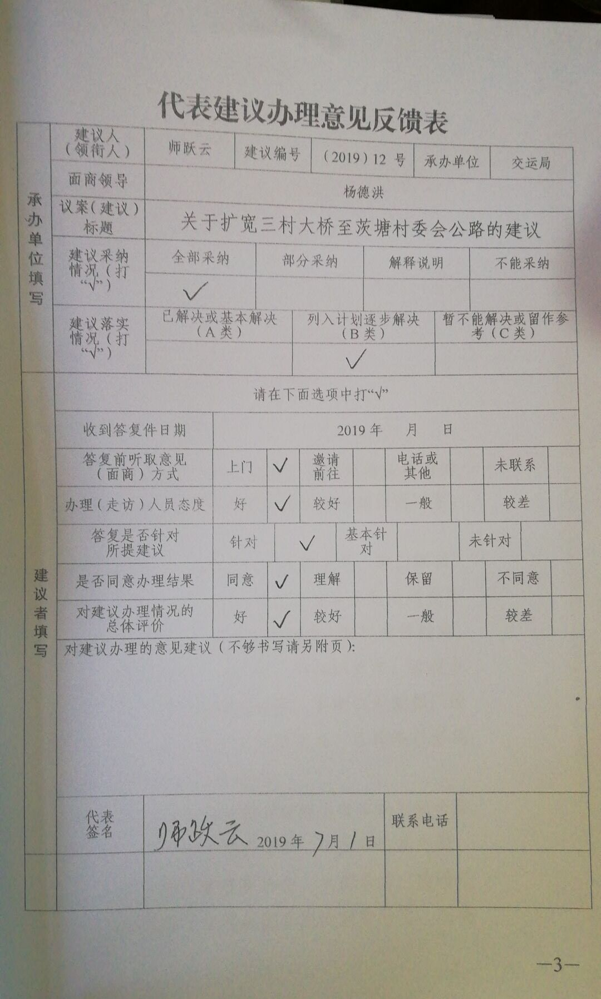 代表建议办理意见反馈表
承办单位填写
建议人
（领衔人）
师跃云
建议编号
（2019）12 号
承办单位
交运局
面商领导
杨德洪
议案（建议）
标题
关于扩宽三村大桥至茨塘村委会公路的建议
建议采纳
情况（打
“√”）
全部采纳
部分采纳
解释说明
不能采纳
√
建议落实
情况（打
“√”）
已解决或基本解决
（A 类）
列入计划逐步解决
（B 类）
暂不能解决或留作参
考（C 类）
√
建议者填写
请在下面选项中打“√”
收到答复件日期
2019 年 月 日
答复前听取意见
（面商）方式
上门
√
邀请
前往
电话或
其他
未联系
办理（走访）人员态度
好
√
较好
一般
较差
答复是否针对
所提建议
针对
√
基本针
对
未针对
是否同意办理结果
同意
√
理解
保留
不同意
对建议办理情况的
总体评价
好
√
较好
一般
较差
对建议办理的意见建议（不够书写请另附页）：
代表
签名
师跃云 2019 年 7 月 1 日
联系电话
—3—